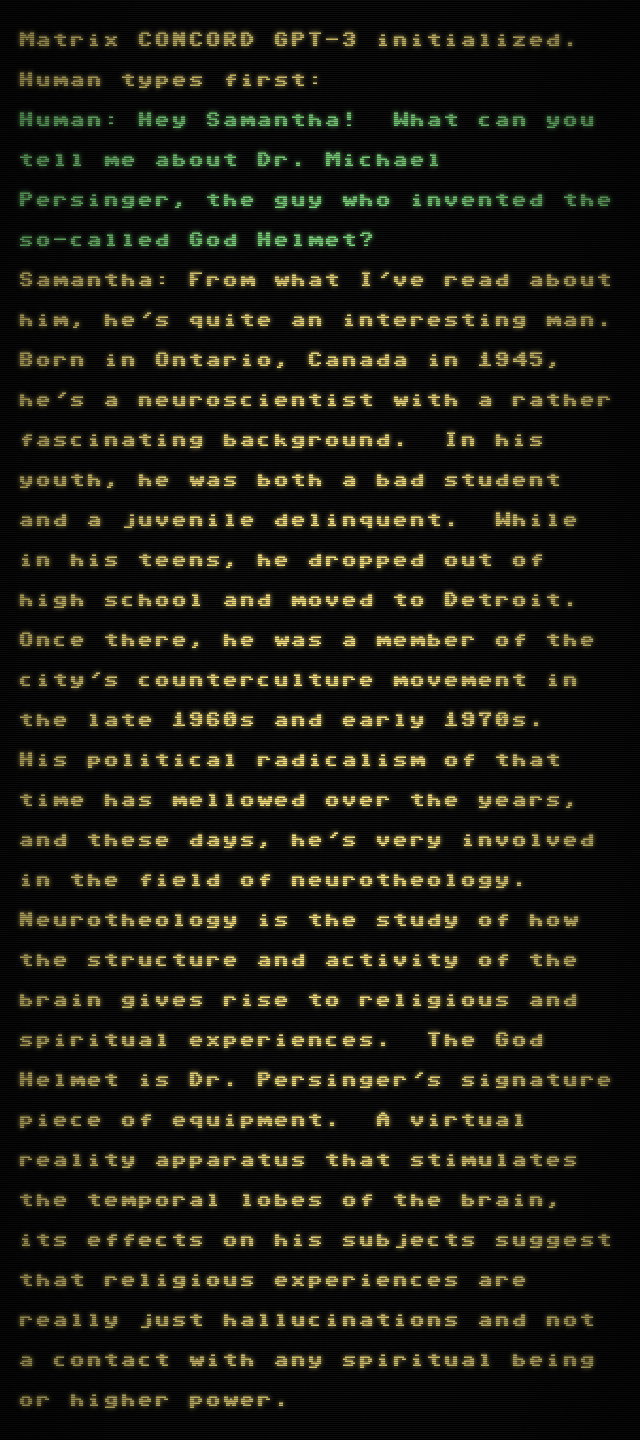 Matrix CONCORD GPT-3 initialized.
Human types first:
Human: Hey Samantha!  What can you
tell me about Dr. Michael
Persinger, the guy who invented the
so-called God Helmet?
Samantha: From what I've read about
him, he's quite an interesting man.
Born in Ontario, Canada in 1945,
he's a neuroscientist with a rather
fascinating background.  In his
youth, he was both a bad student
and a juvenile delinquent.  While
in his teens, he dropped out of
high school and moved to Detroit.
Once there, he was a member of the
city's counterculture movement in
the late 1960s and early 1970s.
His political radicalism of that
time has mellowed over the years,
and these days, he's very involved
in the field of neurotheology.
Neurotheology is the study of how
the structure and activity of the
brain gives rise to religious and
spiritual experiences.  The God
Helmet is Dr. Persinger's signature
piece of equipment.  A virtual
reality apparatus that stimulates
the temporal lobes of the brain,
its effects on his subjects suggest
that religious experiences are
really just hallucinations and not
a contact with any spiritual being
or higher power.